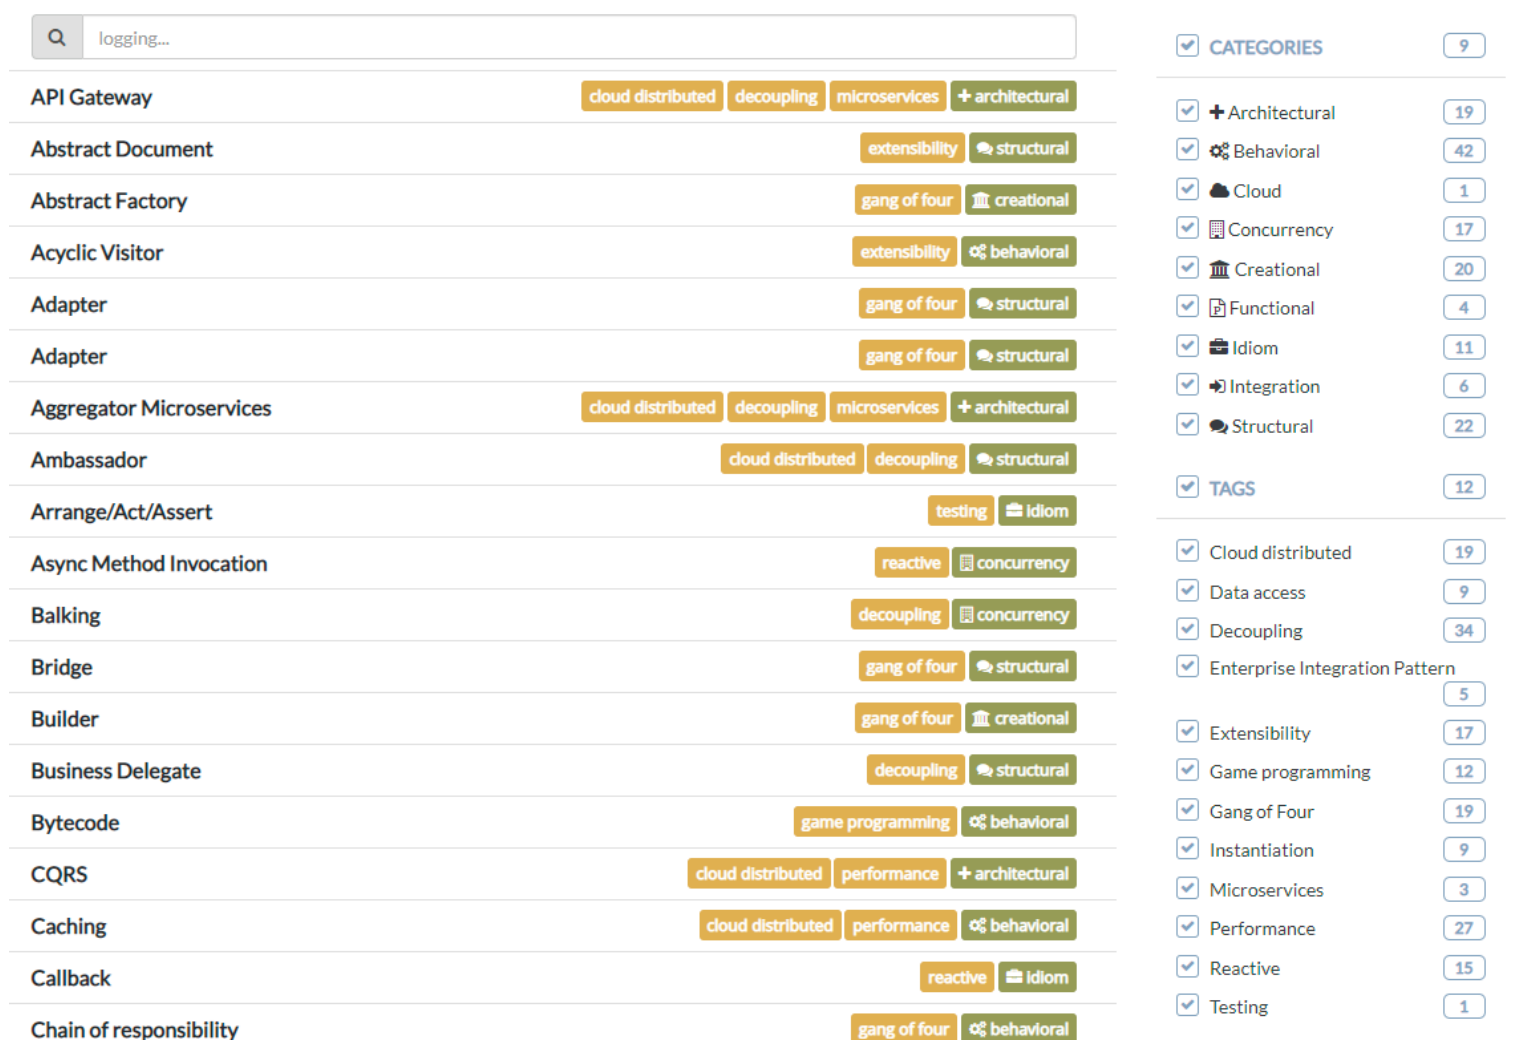 logging...
API Gateway cloud distributed decoupling microservices architectural
Abstract Document extensibility structural
Abstract Factory gang of four creational
Acyclic Visitor extensibility behavioral
Adapter gang of four structural
Adapter gang of four structural
Aggregator Microservices cloud distributed decoupling microservices architectural
Ambassador cloud distributed decoupling structural
Arrange/Act/Assert testing idiom
Async Method Invocation reactive concurrency
Balking decoupling concurrency
Bridge gang of four structural
Builder gang of four creational
Business Delegate decoupling structural
Bytecode game programming behavioral
CQRS cloud distributed performance architectural
Caching cloud distributed performance behavioral
Callback reactive idiom
Chain of responsibility gang of four behavioral
CATEGORIES 9
Architectural 19
Behavioral 42
Cloud 1
Concurrency 17
Creational 20
Functional 4
Idiom 11
Integration 6
Structural 22
TAGS 12
Cloud distributed 19
Data access 9
Decoupling 34
Enterprise Integration Pattern
5
Extensibility 17
Game programming 12
Gang of Four 19
Instantiation 9
Microservices 3
Performance 27
Reactive 15
Testing 1